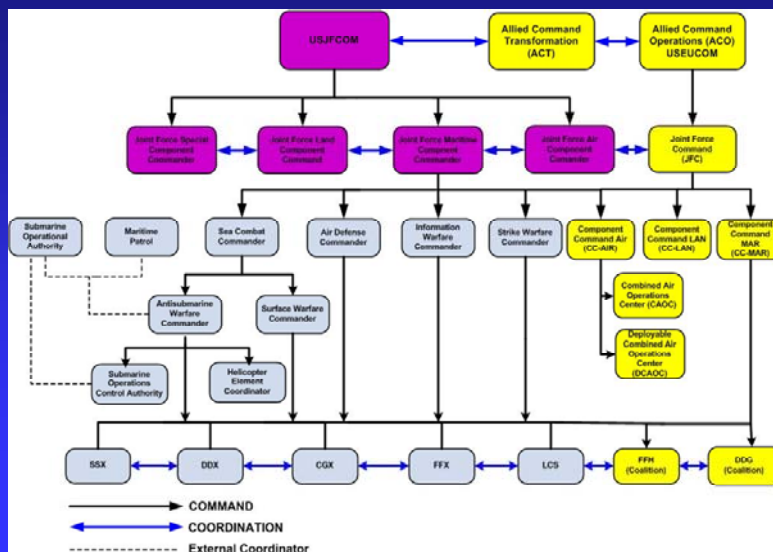 USJFCOM
Allied Command
Transformation
(ACT)
Allied Command
Operations (ACO)
USEUCOM
Joint Force Special
Component
Commander
Joint Force Land
Component
Command
Joint Force Maritime
Component
Commander
Joint Force Air
Component
Comander
Joint Force
Command
(JFC)
Submarine
Operational
Authority
Maritime
Patrol
Sea Combat
Commander
Air Defense
Commander
Information
Warfare
Commander
Strike Warfare
Commander
Component
Command Air
(CC-AIR)
Component
Command LAN
(CC-LAN)
Component
Command
MAR
(CC-MAR)
Antisubmarine
Warfare
Commander
Surface Warfare
Commander
Combined Air
Operations
Center (CAOC)
Submarine
Operations
Control Authority
Helicopter
Element
Coordinator
Deployable
Combined Air
Operations
Center
(DCAOC)
SSX
DDX
CGX
FFX
LCS
FFH
(Coalition)
DDG
(Coalition)
COMMAND
COORDINATION
External Coordinator